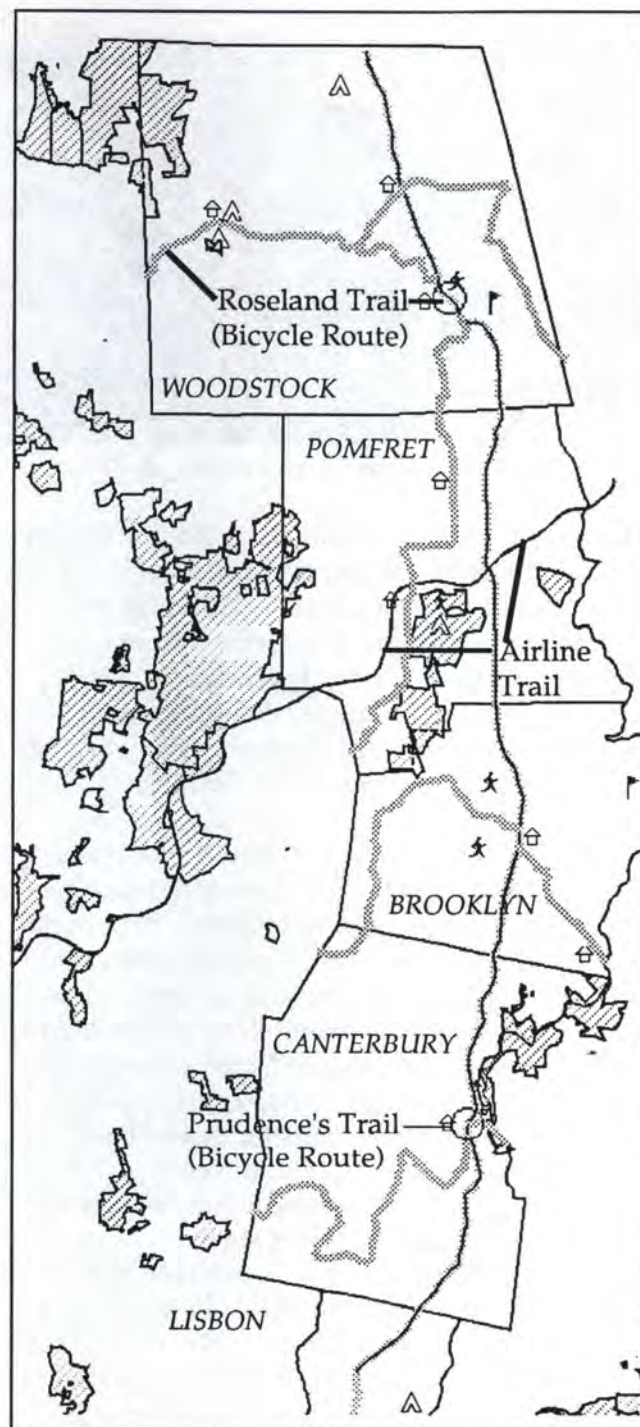 Roseland Trail
(Bicycle Route)
WOODSTOCK
POMFRET
Airline
Trail
BROOKLYN
CANTERBURY
Prudence's Trail
(Bicycle Route)
LISBON